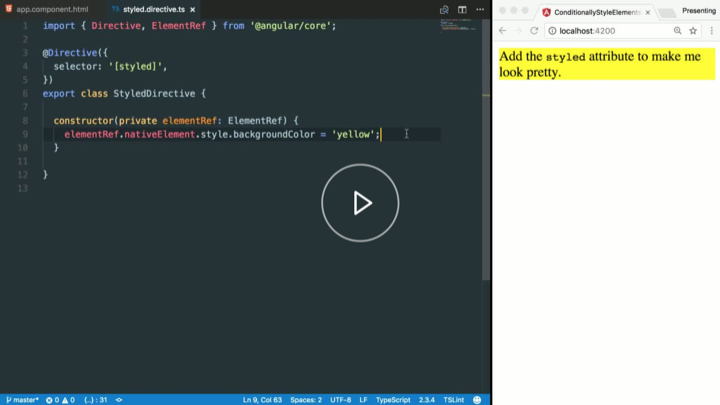 app.component.html
TS styled.directive.ts ×
1 import { Directive, ElementRef } from '@angular/core';
2
3 @Directive({
4 selector: '[styled]',
5 })
6 export class StyledDirective {
7
8 constructor(private elementRef: ElementRef) {
9 elementRef.nativeElement.style.backgroundColor = 'yellow';
10 }
11
12 }
13
master* 0 0 {..} : 31
Ln 9, Col 63 Spaces: 2 UTF-8 LF TypeScript 2.3.4 TSLint
ConditionallyStyleElements ×
Presenting
localhost:4200
Add the styled attribute to make me
look pretty.